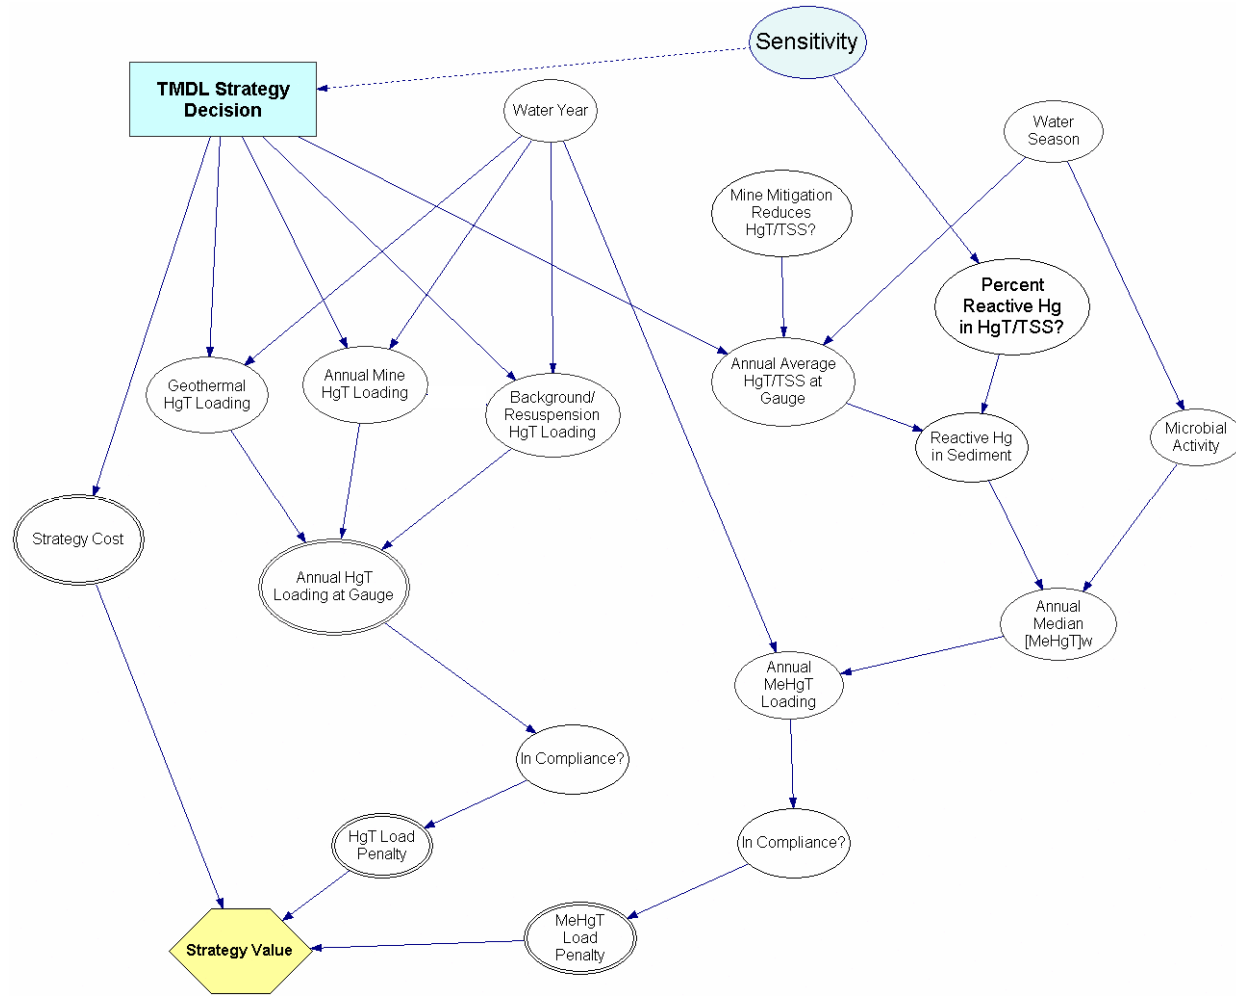 Sensitivity
TMDL Strategy
Decision
Water Year
Water
Season
Mine Mitigation
Reduces
HgT/TSS?
Percent
Reactive Hg
in HgT/TSS?
Geothermal
HgT Loading
Annual Mine
HgT Loading
Background/
Resuspension
HgT Loading
Annual Average
HgT/TSS at
Gauge
Reactive Hg
in Sediment
Microbial
Activity
Strategy Cost
Annual HgT
Loading at Gauge
Annual
Median
[MeHgT]w
Annual
MeHgT
Loading
In Compliance?
HgT Load
Penalty
In Compliance?
MeHgT
Load
Penalty
Strategy Value